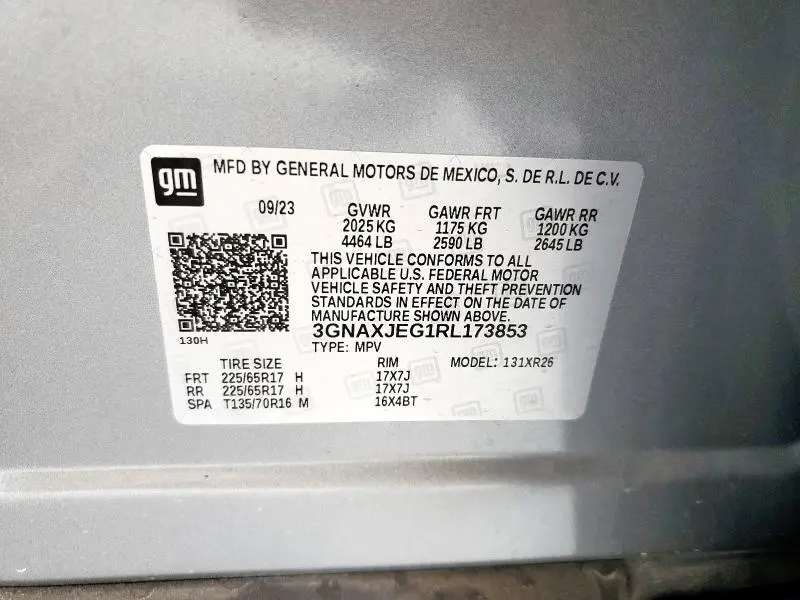 gm
MFD BY GENERAL MOTORS DE MEXICO, S. DE R.L. DE C.V.
09/23 GVWR GAWR FRT GAWR RR
2025 KG 1175 KG 1200 KG
4464 LB 2590 LB 2645 LB
THIS VEHICLE CONFORMS TO ALL
APPLICABLE U.S. FEDERAL MOTOR
VEHICLE SAFETY AND THEFT PREVENTION
STANDARDS IN EFFECT ON THE DATE OF
MANUFACTURE SHOWN ABOVE.
3GNAXJEG1RL173853
130H
TYPE: MPV
TIRE SIZE RIM MODEL: 131XR26
FRT 225/65R17 H 17X7J
RR 225/65R17 H 17X7J
SPA T135/70R16 M 16X4BT